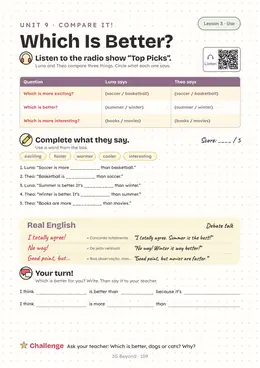 UNIT 9 · COMPARE IT!
Lesson 3 · Use
Which Is Better?
Listen to the radio show "Top Picks".
Luna and Theo compare three things. Circle what each one says.
Listen
Question Luna says Theo says
Which is more exciting? (soccer / basketball) (soccer / basketball)
Which is better? (summer / winter) (summer / winter)
Which is more interesting? (books / movies) (books / movies)
Complete what they say.
Score: ____ / 5
Use a word from the box.
exciting faster warmer cooler interesting
1. Luna: "Soccer is more ________ than basketball."
2. Theo: "Basketball is ________ than soccer."
3. Luna: "Summer is better. It's ________ than winter."
4. Theo: "Winter is better. It's ________ than summer."
5. Theo: "Books are more ________ than movies."
Real English
Debate talk
I totally agree! "I totally agree. Summer is the best!"
No way! "No way! Winter is way better!"
Good point, but... "Good point, but movies are faster."
Your turn!
Which is better for you? Write. Then say it to your teacher.
I think ________ is better than ________ because it's ________.
I think ________ is more ________ than ________.
Challenge Ask your teacher: Which is better, dogs or cats? Why?